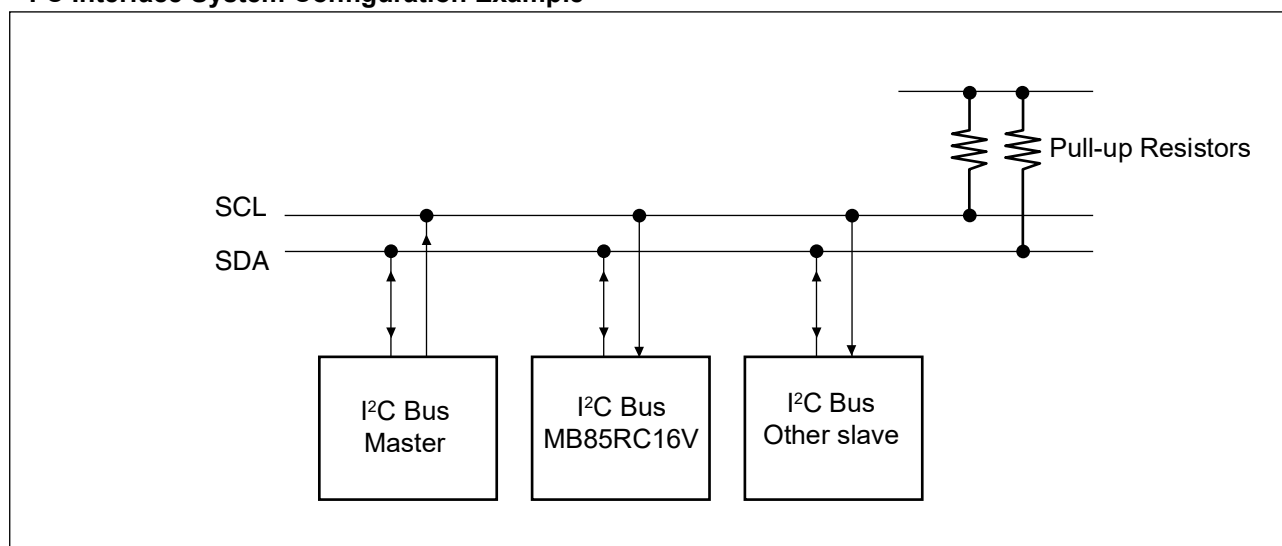 Pull-up Resistors
SCL
SDA
I²C Bus
Master
I²C Bus
MB85RC16V
I²C Bus
Other slave